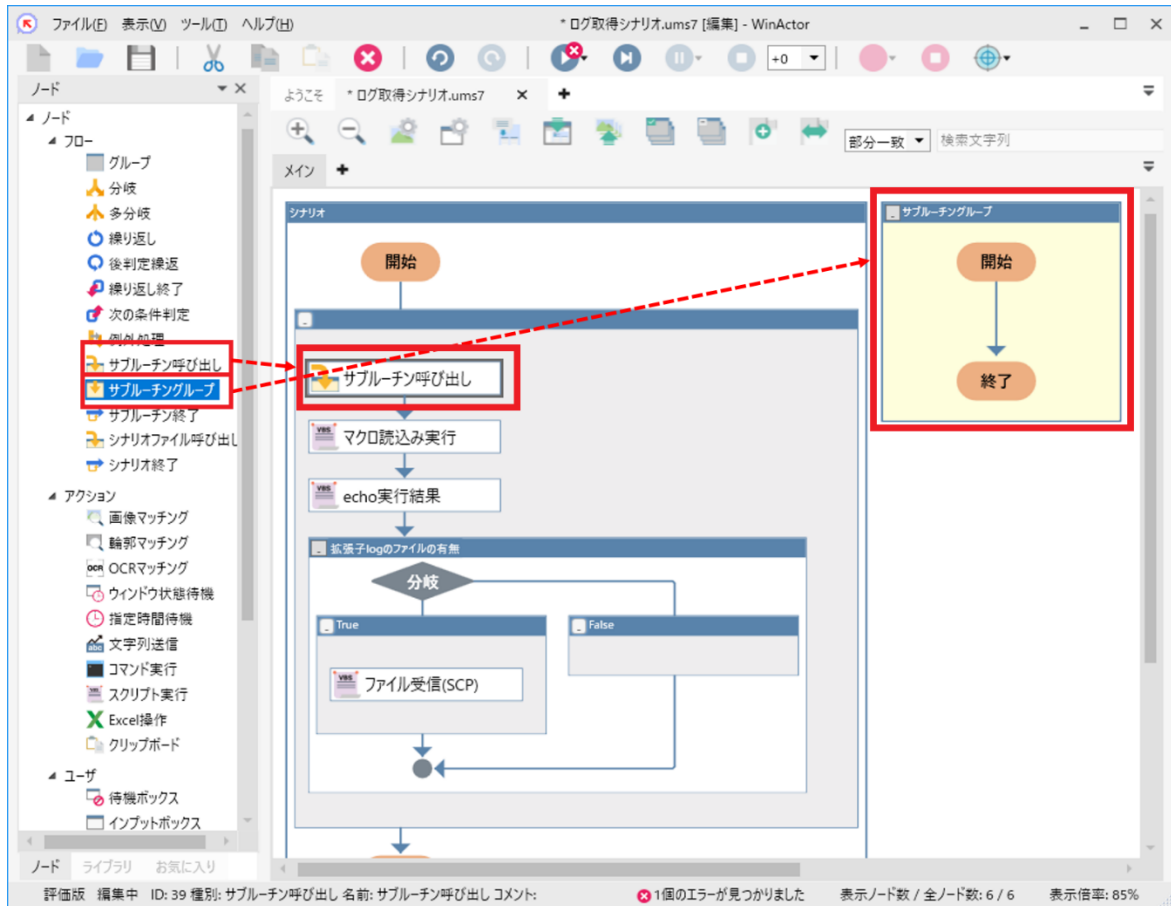 ファイル(F) 表示(V) ツール(T) ヘルプ(H)
* ログ取得シナリオ.ums7 [編集] - WinActor
+0
ノード
ようこそ
* ログ取得シナリオ.ums7
部分一致
検索文字列
メイン
ノード
フロー
グループ
分岐
多分岐
繰り返し
後判定繰返
繰り返し終了
次の条件判定
例外処理
サブルーチン呼び出し
サブルーチングループ
サブルーチン終了
シナリオファイル呼び出し
シナリオ終了
アクション
画像マッチング
輪郭マッチング
OCR OCRマッチング
ウィンドウ状態待機
指定時間待機
abc 文字列送信
コマンド実行
スクリプト実行
Excel操作
クリップボード
ユーザ
待機ボックス
インプットボックス
ノード ライブラリ お気に入り
シナリオ
開始
サブルーチン呼び出し
VBS マクロ読込み実行
VBS echo実行結果
拡張子logのファイルの有無
分岐
True
False
VBS ファイル受信(SCP)
サブルーチングループ
開始
終了
評価版 編集中 ID: 39 種別: サブルーチン呼び出し 名前: サブルーチン呼び出し コメント:
1個のエラーが見つかりました
表示ノード数 / 全ノード数: 6 / 6
表示倍率: 85%